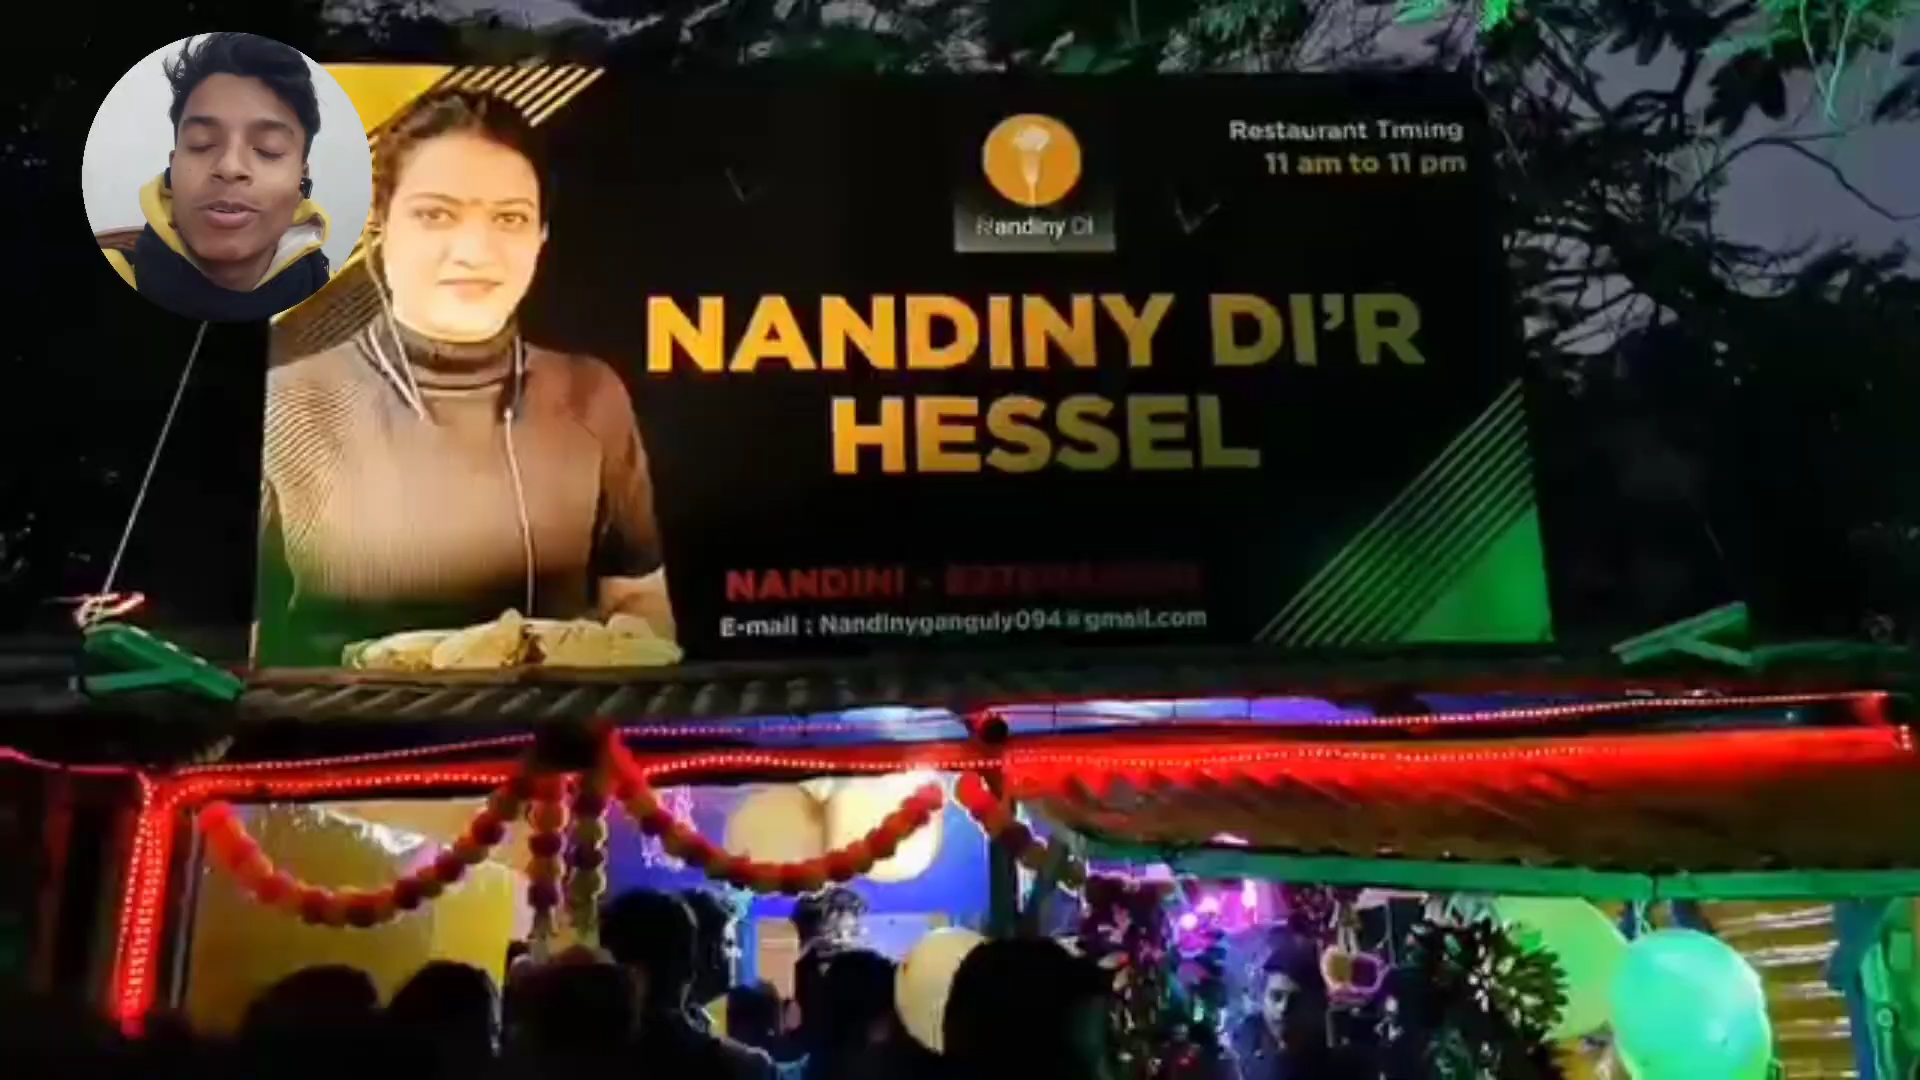 Restaurant Timing
11 am to 11 pm
Nandiny Di
NANDINY DI'R
HESSEL
NANDINI -
E-mail : Nandinyganguly094@gmail.com